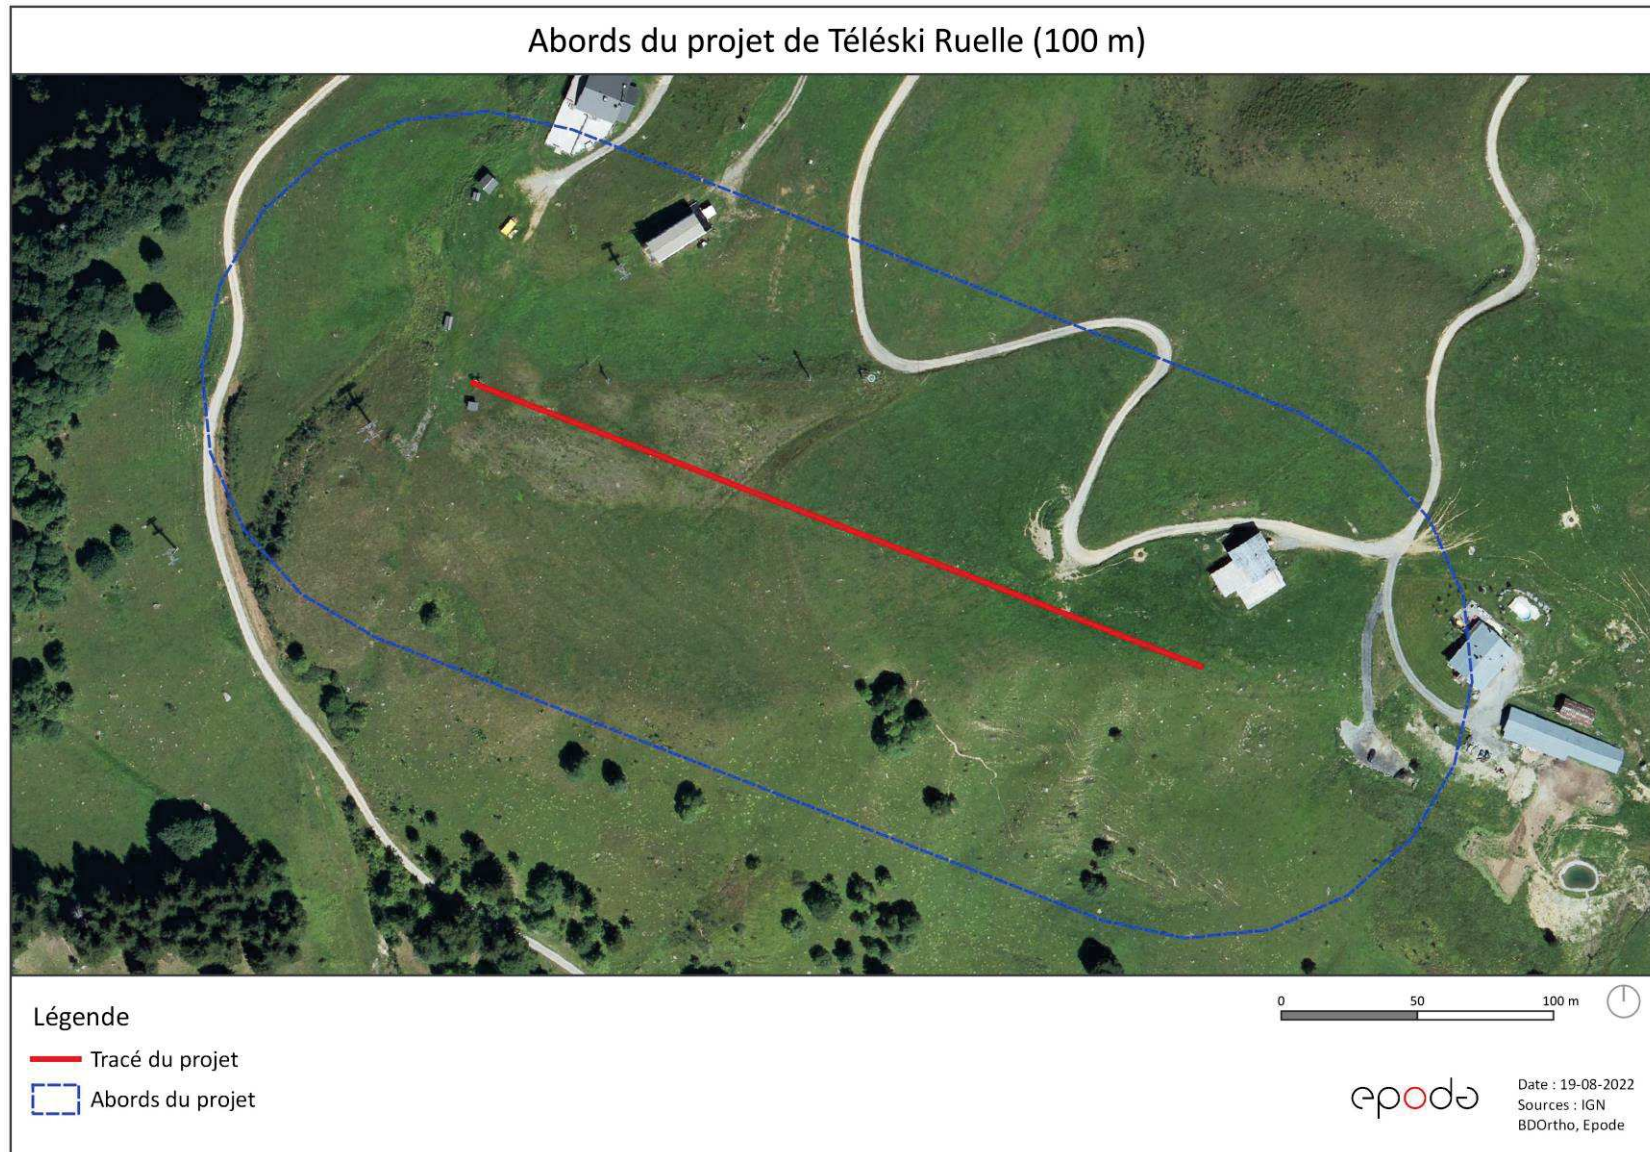 Abords du projet de Téléski Ruelle (100 m)
Légende
Tracé du projet
Abords du projet
0 50 100 m
epode
Date : 19-08-2022
Sources : IGN
BDOrtho, Epode